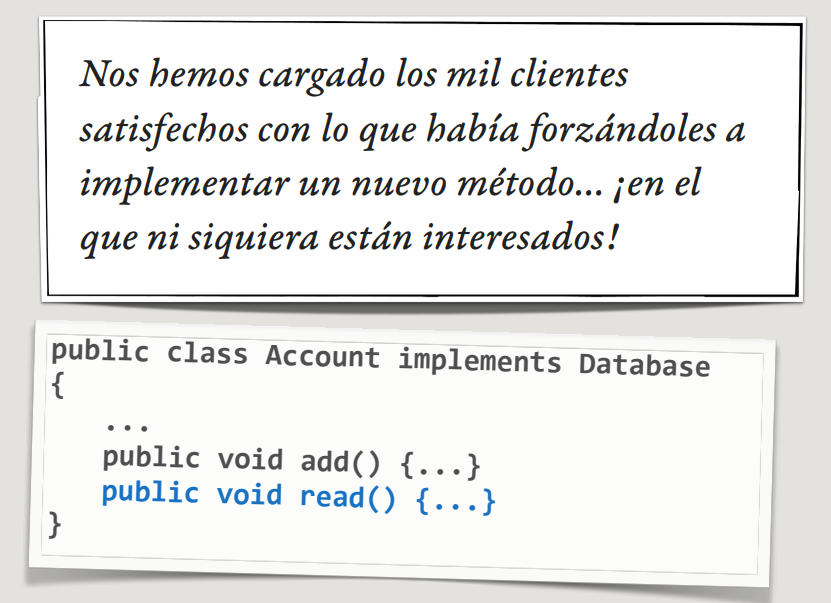 Nos hemos cargado los mil clientes
satisfechos con lo que había forzándoles a
implementar un nuevo método... ¡en el
que ni siquiera están interesados!
public class Account implements Database
{
...
public void add() {...}
public void read() {...}
}